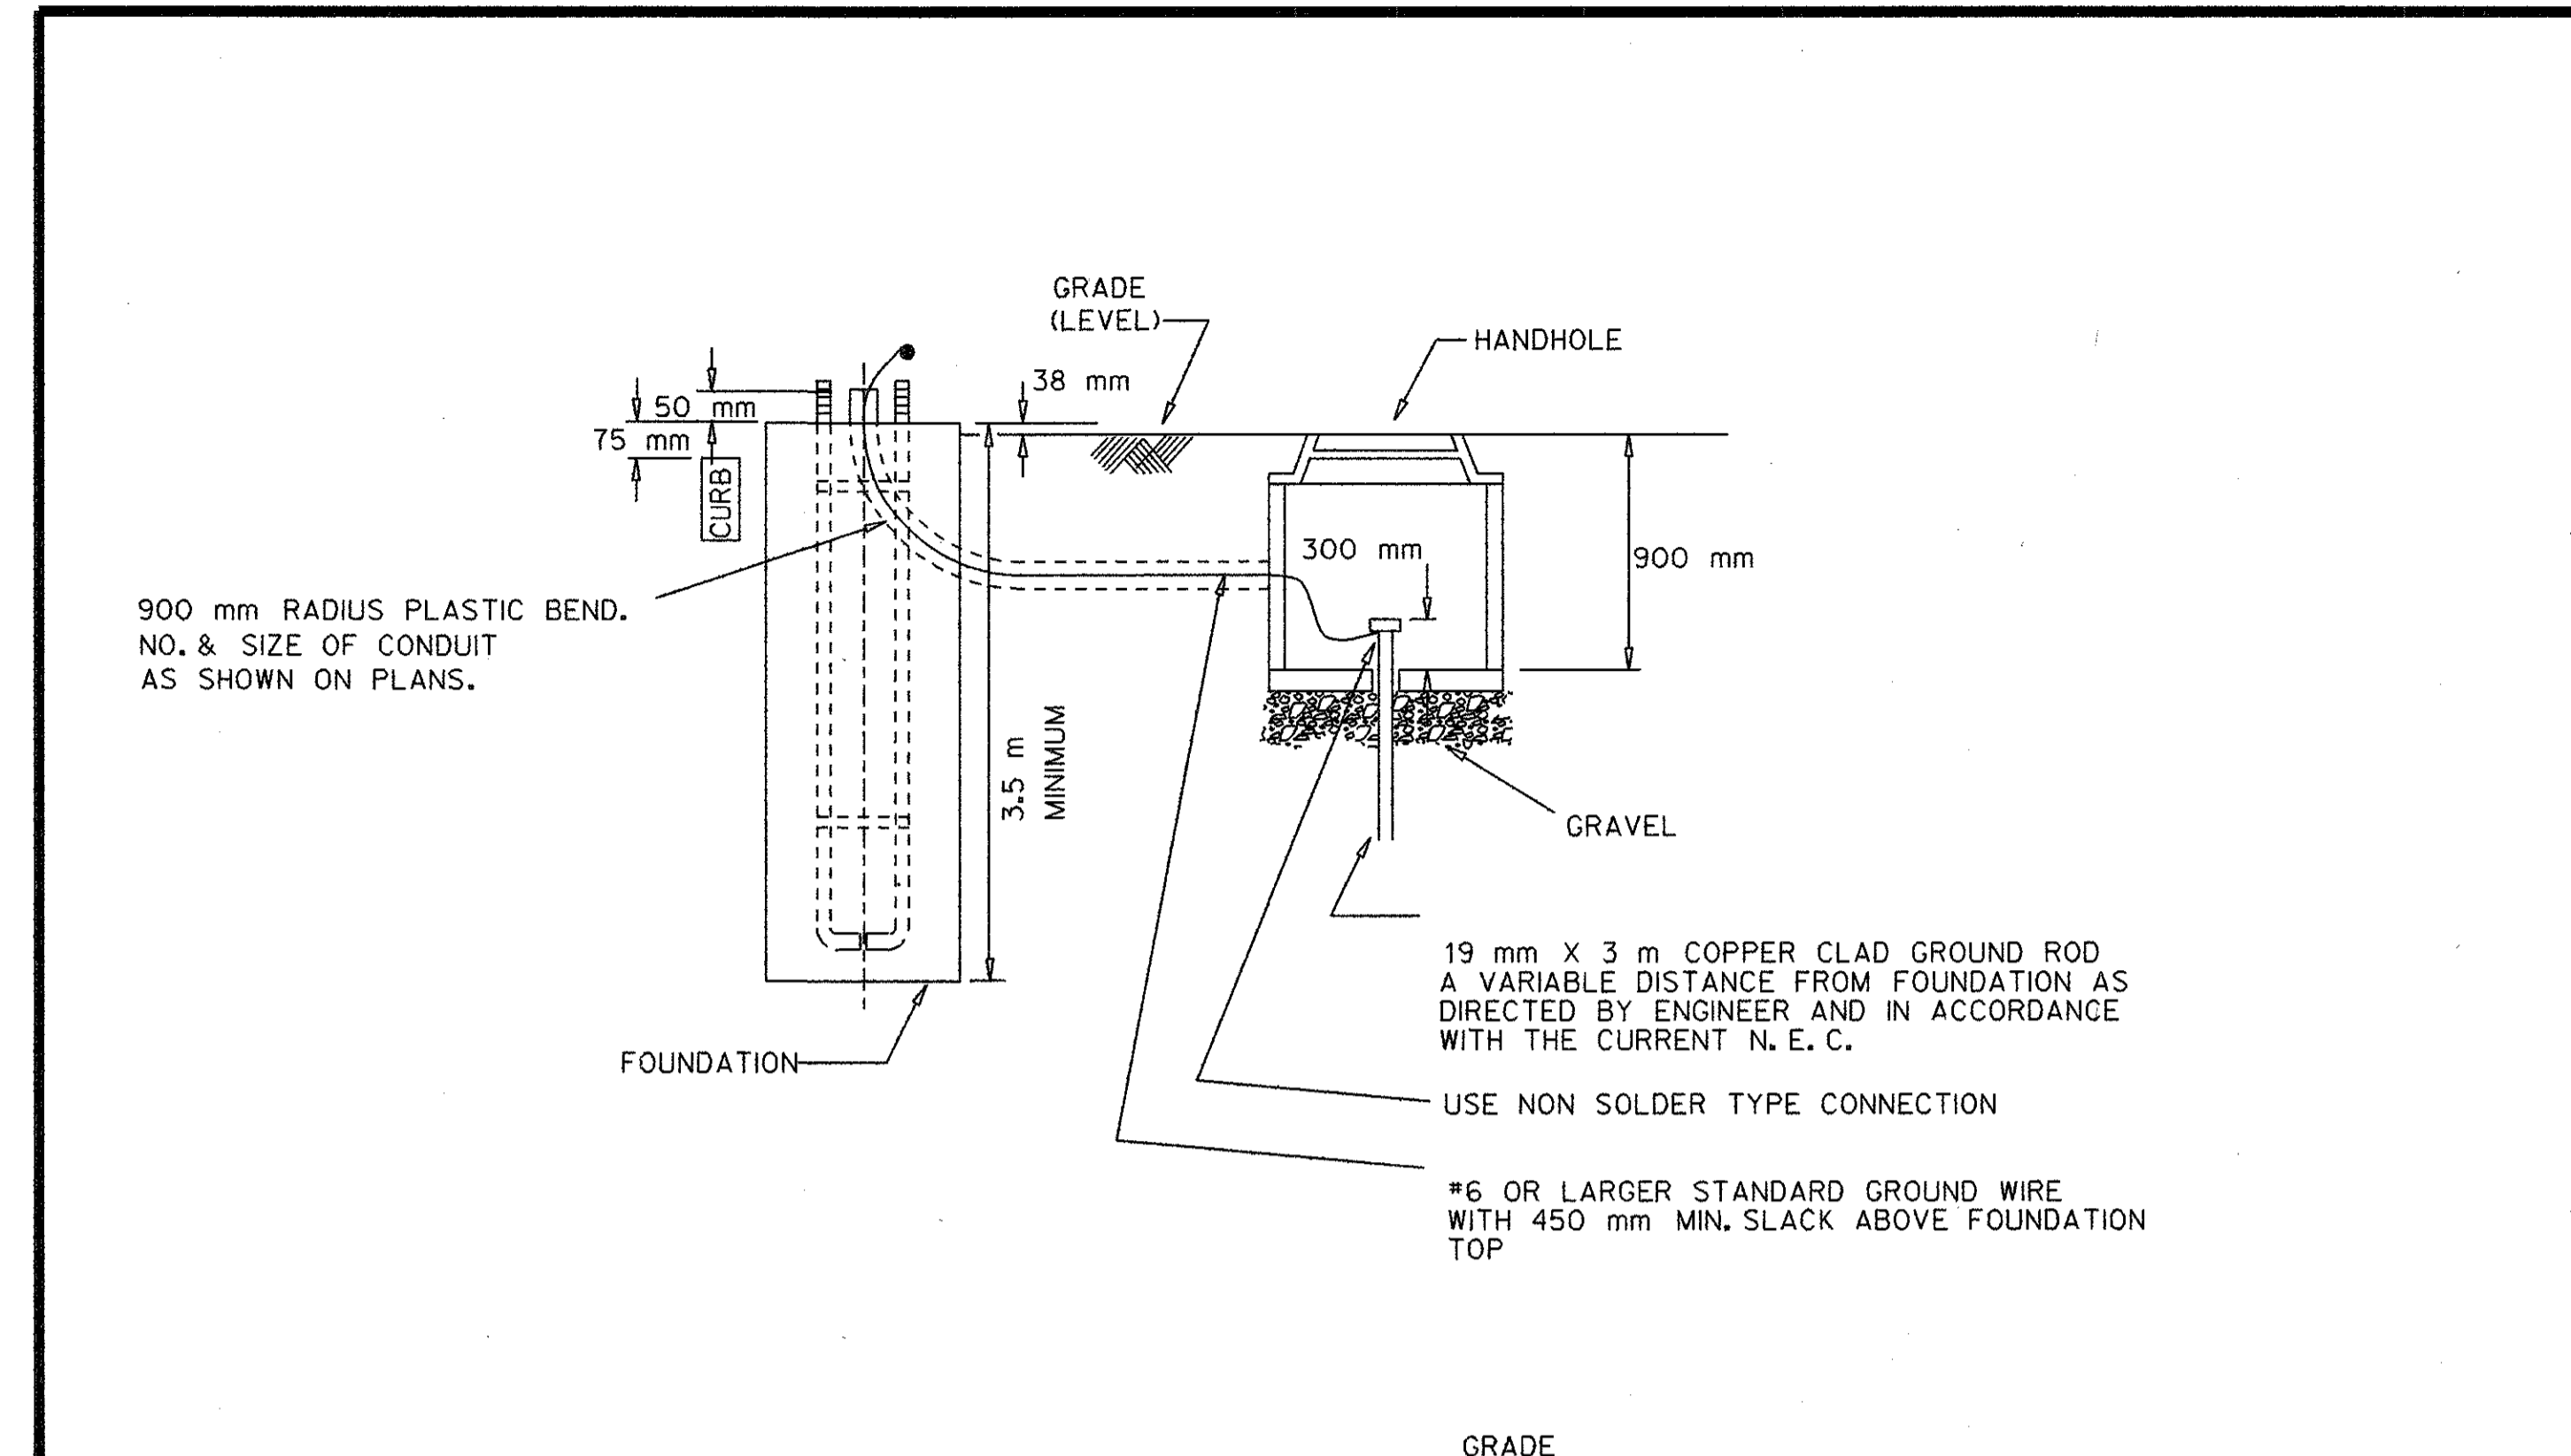 GRADE
(LEVEL)
HANDHOLE
38 mm
50 mm
75 mm
CURB
300 mm
900 mm
900 mm RADIUS PLASTIC BEND.
NO. & SIZE OF CONDUIT
AS SHOWN ON PLANS.
3.5 m
MINIMUM
GRAVEL
FOUNDATION
19 mm X 3 m COPPER CLAD GROUND ROD
A VARIABLE DISTANCE FROM FOUNDATION AS
DIRECTED BY ENGINEER AND IN ACCORDANCE
WITH THE CURRENT N. E. C.
USE NON SOLDER TYPE CONNECTION
#6 OR LARGER STANDARD GROUND WIRE
WITH 450 mm MIN. SLACK ABOVE FOUNDATION
TOP
GRADE